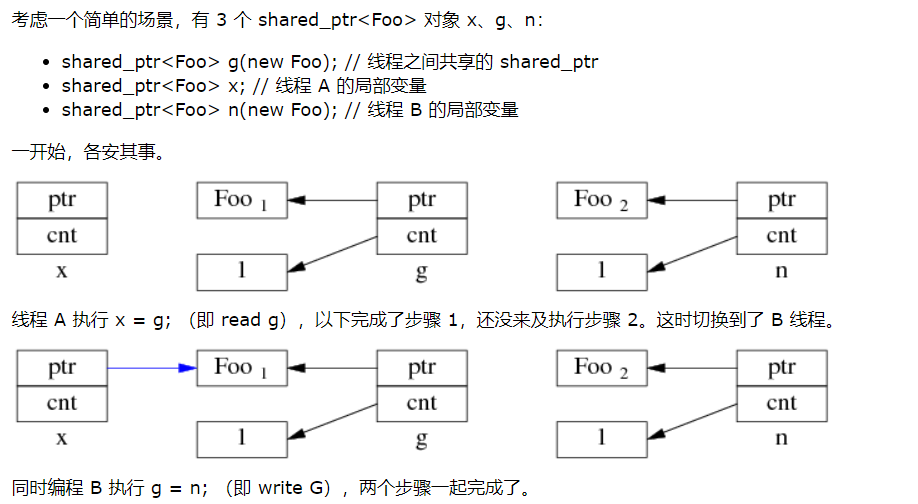 考虑一个简单的场景，有 3 个 shared_ptr<Foo> 对象 x、g、n：
• shared_ptr<Foo> g(new Foo); // 线程之间共享的 shared_ptr
• shared_ptr<Foo> x; // 线程 A 的局部变量
• shared_ptr<Foo> n(new Foo); // 线程 B 的局部变量
一开始，各安其事。
ptr Foo 1 ptr Foo 2 ptr
cnt cnt cnt
1 1
x g n
线程 A 执行 x = g; （即 read g），以下完成了步骤 1，还没来及执行步骤 2。这时切换到了 B 线程。
ptr Foo 1 ptr Foo 2 ptr
cnt cnt cnt
1 1
x g n
同时编程 B 执行 g = n; （即 write G），两个步骤一起完成了。